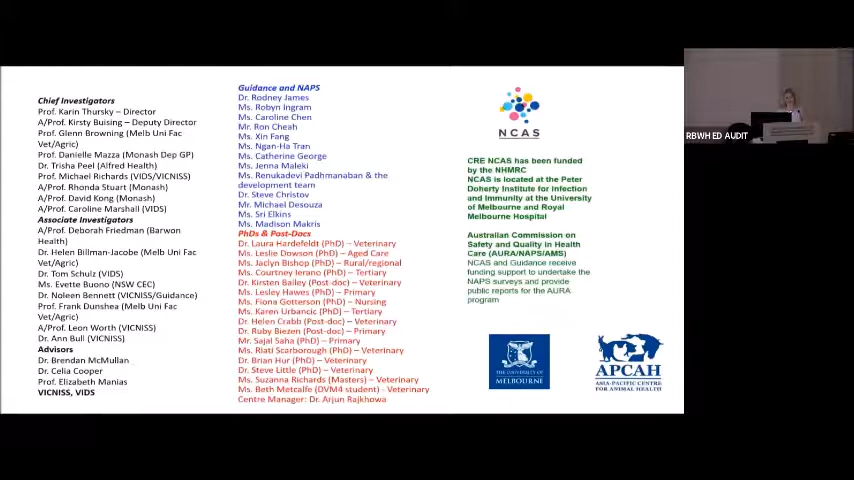 Chief Investigators
Prof. Karin Thursky – Director
A/Prof. Kirsty Buising – Deputy Director
Prof. Glenn Browning (Melb Uni Fac
Vet/Agric)
Prof. Danielle Mazza (Monash Dep GP)
Dr. Trisha Peel (Alfred Health)
Prof. Michael Richards (VIDS/VICNISS)
A/Prof. Rhonda Stuart (Monash)
A/Prof. David Kong (Monash)
A/Prof. Caroline Marshall (VIDS)
Associate Investigators
A/Prof. Deborah Friedman (Barwon
Health)
Dr. Helen Billman-Jacobe (Melb Uni Fac
Vet/Agric)
Dr. Tom Schulz (VIDS)
Ms. Evette Buono (NSW CEC)
Dr. Noleen Bennett (VICNISS/Guidance)
Prof. Frank Dunshea (Melb Uni Fac
Vet/Agric)
A/Prof. Leon Worth (VICNISS)
Dr. Ann Bull (VICNISS)
Advisors
Dr. Brendan McMullan
Dr. Celia Cooper
Prof. Elizabeth Manias
VICNISS, VIDS
Guidance and NAPS
Dr. Rodney James
Ms. Robyn Ingram
Ms. Caroline Chen
Mr. Ron Cheah
Ms. Xin Fang
Ms. Ngan-Ha Tran
Ms. Catherine George
Ms. Jenna Maleki
Ms. Renukadevi Padhmanaban & the
development team
Dr. Steve Christov
Mr. Michael Desouza
Ms. Sri Elkins
Ms. Madison Makris
PhDs & Post-Docs
Dr. Laura Hardefeldt (PhD) – Veterinary
Ms. Leslie Dowson (PhD) – Aged Care
Ms. Jaclyn Bishop (PhD) – Rural/regional
Ms. Courtney Ierano (PhD) – Tertiary
Dr. Kirsten Bailey (Post-doc) – Veterinary
Ms. Lesley Hawes (PhD) – Primary
Ms. Fiona Gotterson (PhD) – Nursing
Ms. Karen Urbancic (PhD) – Tertiary
Dr. Helen Crabb (Post-doc) – Veterinary
Dr. Ruby Biezen (Post-doc) – Primary
Mr. Sajal Saha (PhD) – Primary
Ms. Riati Scarborough (PhD) – Veterinary
Dr. Brian Hur (PhD) – Veterinary
Dr. Steve Little (PhD) – Veterinary
Ms. Suzanna Richards (Masters) – Veterinary
Ms. Beth Metcalfe (DVM4 student) - Veterinary
Centre Manager: Dr. Arjun Rajkhowa
NCAS
CRE NCAS has been funded
by the NHMRC
NCAS is located at the Peter
Doherty Institute for Infection
and Immunity at the University
of Melbourne and Royal
Melbourne Hospital
Australian Commission on
Safety and Quality in Health
Care (AURA/NAPS/AMS)
NCAS and Guidance receive
funding support to undertake the
NAPS surveys and provide
public reports for the AURA
program
THE UNIVERSITY OF
MELBOURNE
APCAH
ASIA-PACIFIC CENTRE
FOR ANIMAL HEALTH
RBWH ED AUDIT